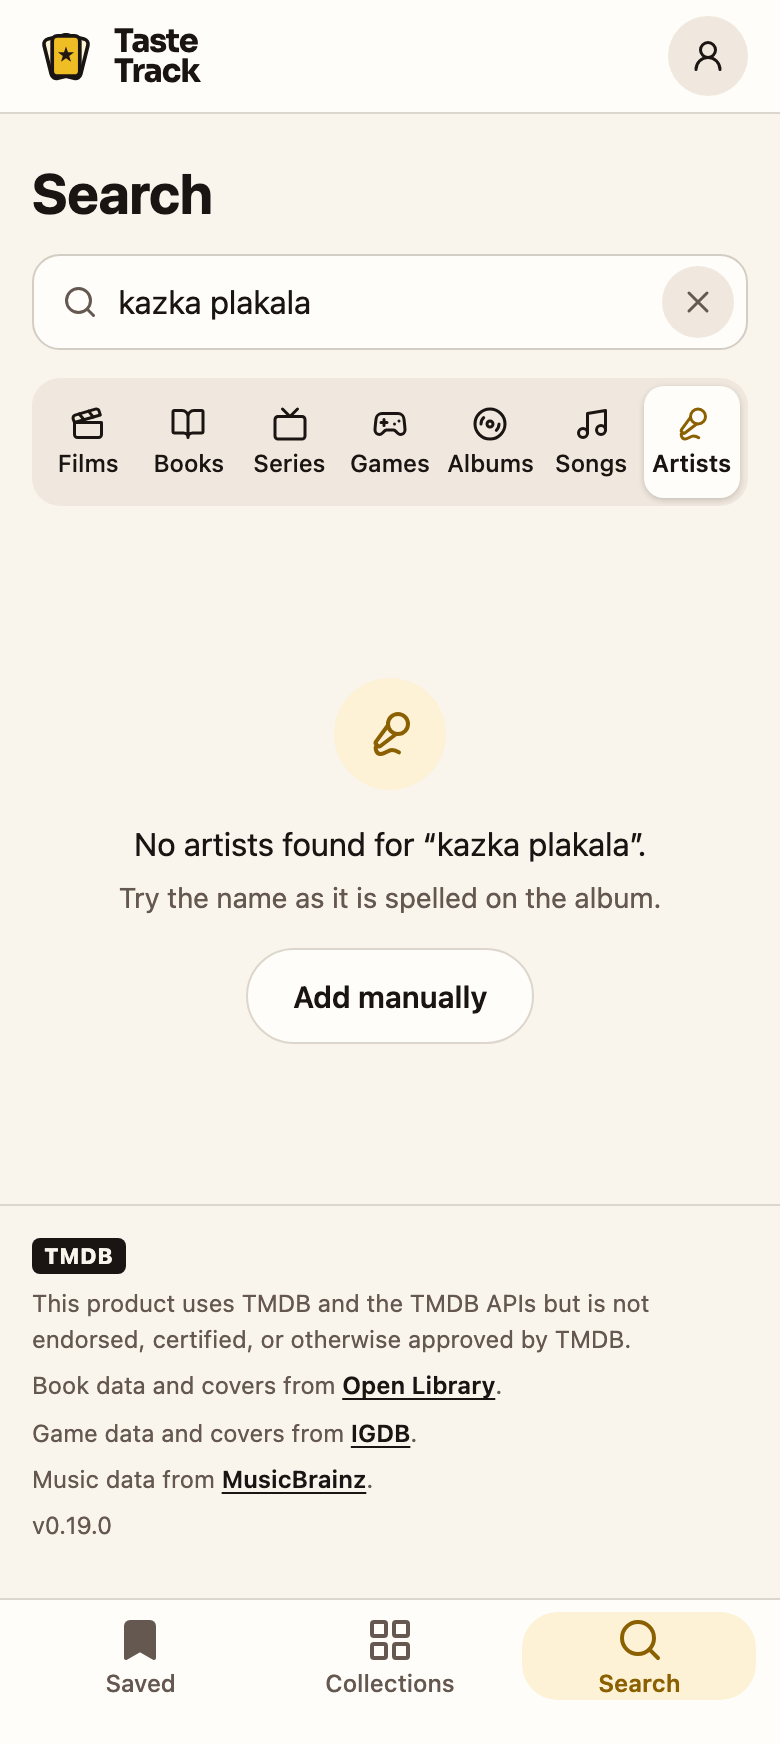 Taste
Track
Search
kazka plakala
Films
Books
Series
Games
Albums
Songs
Artists
No artists found for “kazka plakala”.
Try the name as it is spelled on the album.
Add manually
TMDB
This product uses TMDB and the TMDB APIs but is not
endorsed, certified, or otherwise approved by TMDB.
Book data and covers from Open Library.
Game data and covers from IGDB.
Music data from MusicBrainz.
v0.19.0
Saved
Collections
Search